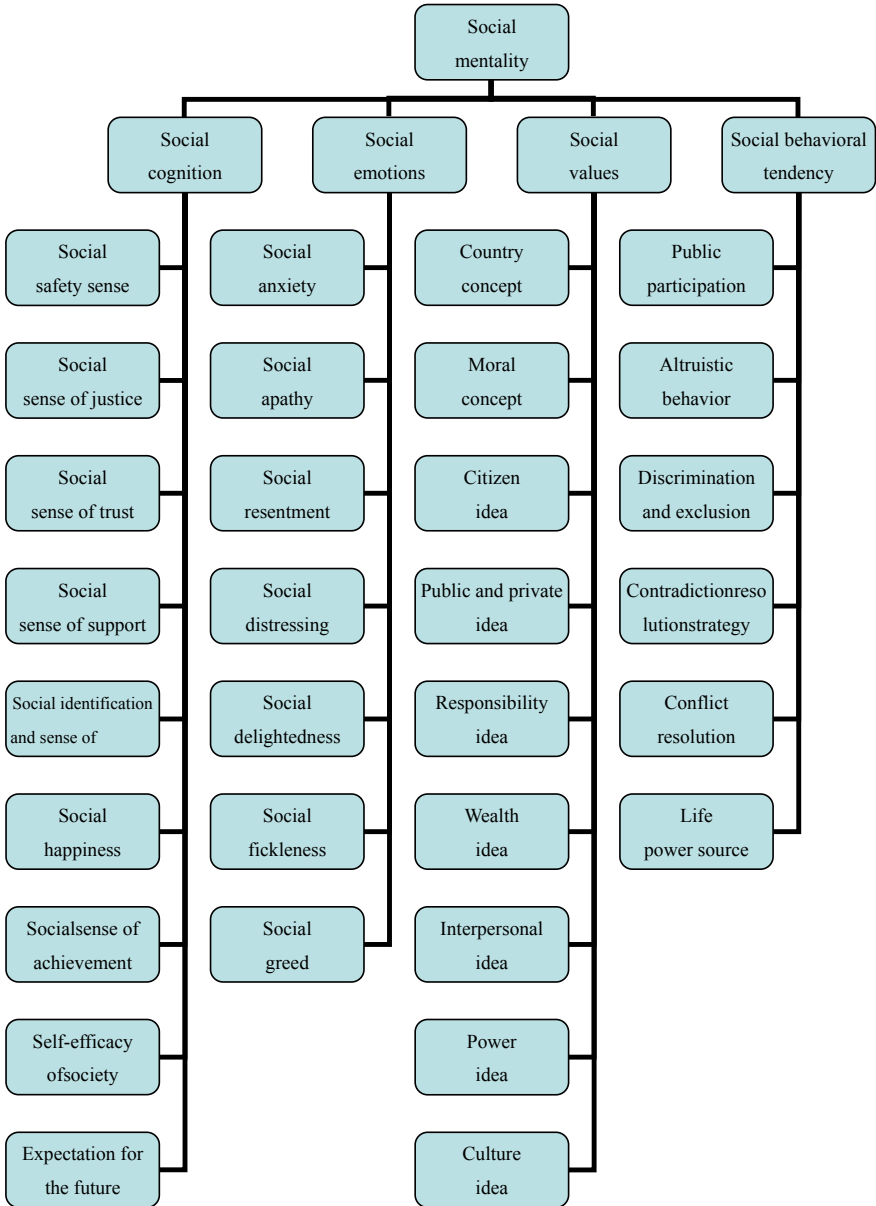 Social
mentality
Social
cognition
Social
emotions
Social
values
Social behavioral
tendency
Social
safety sense
Social
anxiety
Country
concept
Public
participation
Social
sense of justice
Social
apathy
Moral
concept
Altruistic
behavior
Social
sense of trust
Social
resentment
Citizen
idea
Discrimination
and exclusion
Social
sense of support
Social
distressing
Public and private
idea
Contradictionreso
lutionstrategy
Social identification
and sense of
Social
delightedness
Responsibility
idea
Conflict
resolution
Social
happiness
Social
fickleness
Wealth
idea
Life
power source
Socialsense of
achievement
Social
greed
Interpersonal
idea
Self-efficacy
ofsociety
Power
idea
Expectation for
the future
Culture
idea